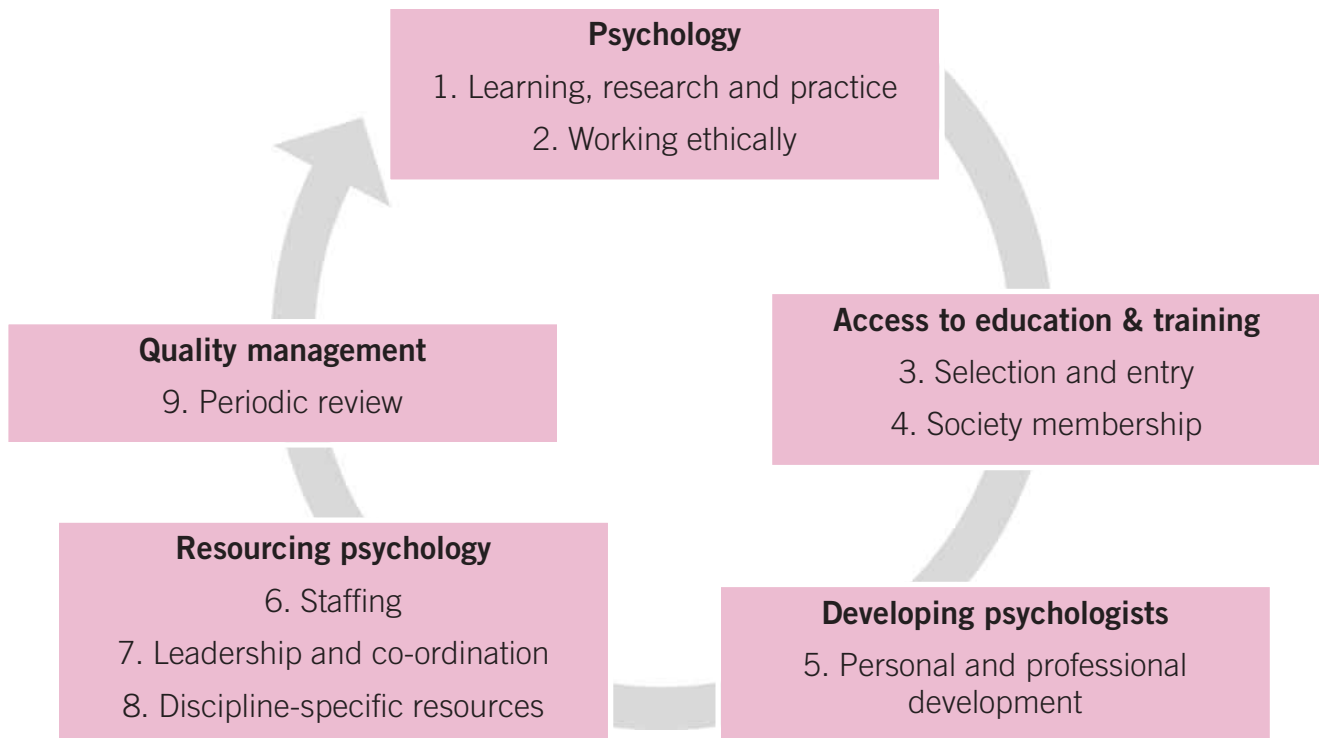 Psychology
1. Learning, research and practice
2. Working ethically
Access to education & training
3. Selection and entry
4. Society membership
Developing psychologists
5. Personal and professional
development
Resourcing psychology
6. Staffing
7. Leadership and co-ordination
8. Discipline-specific resources
Quality management
9. Periodic review